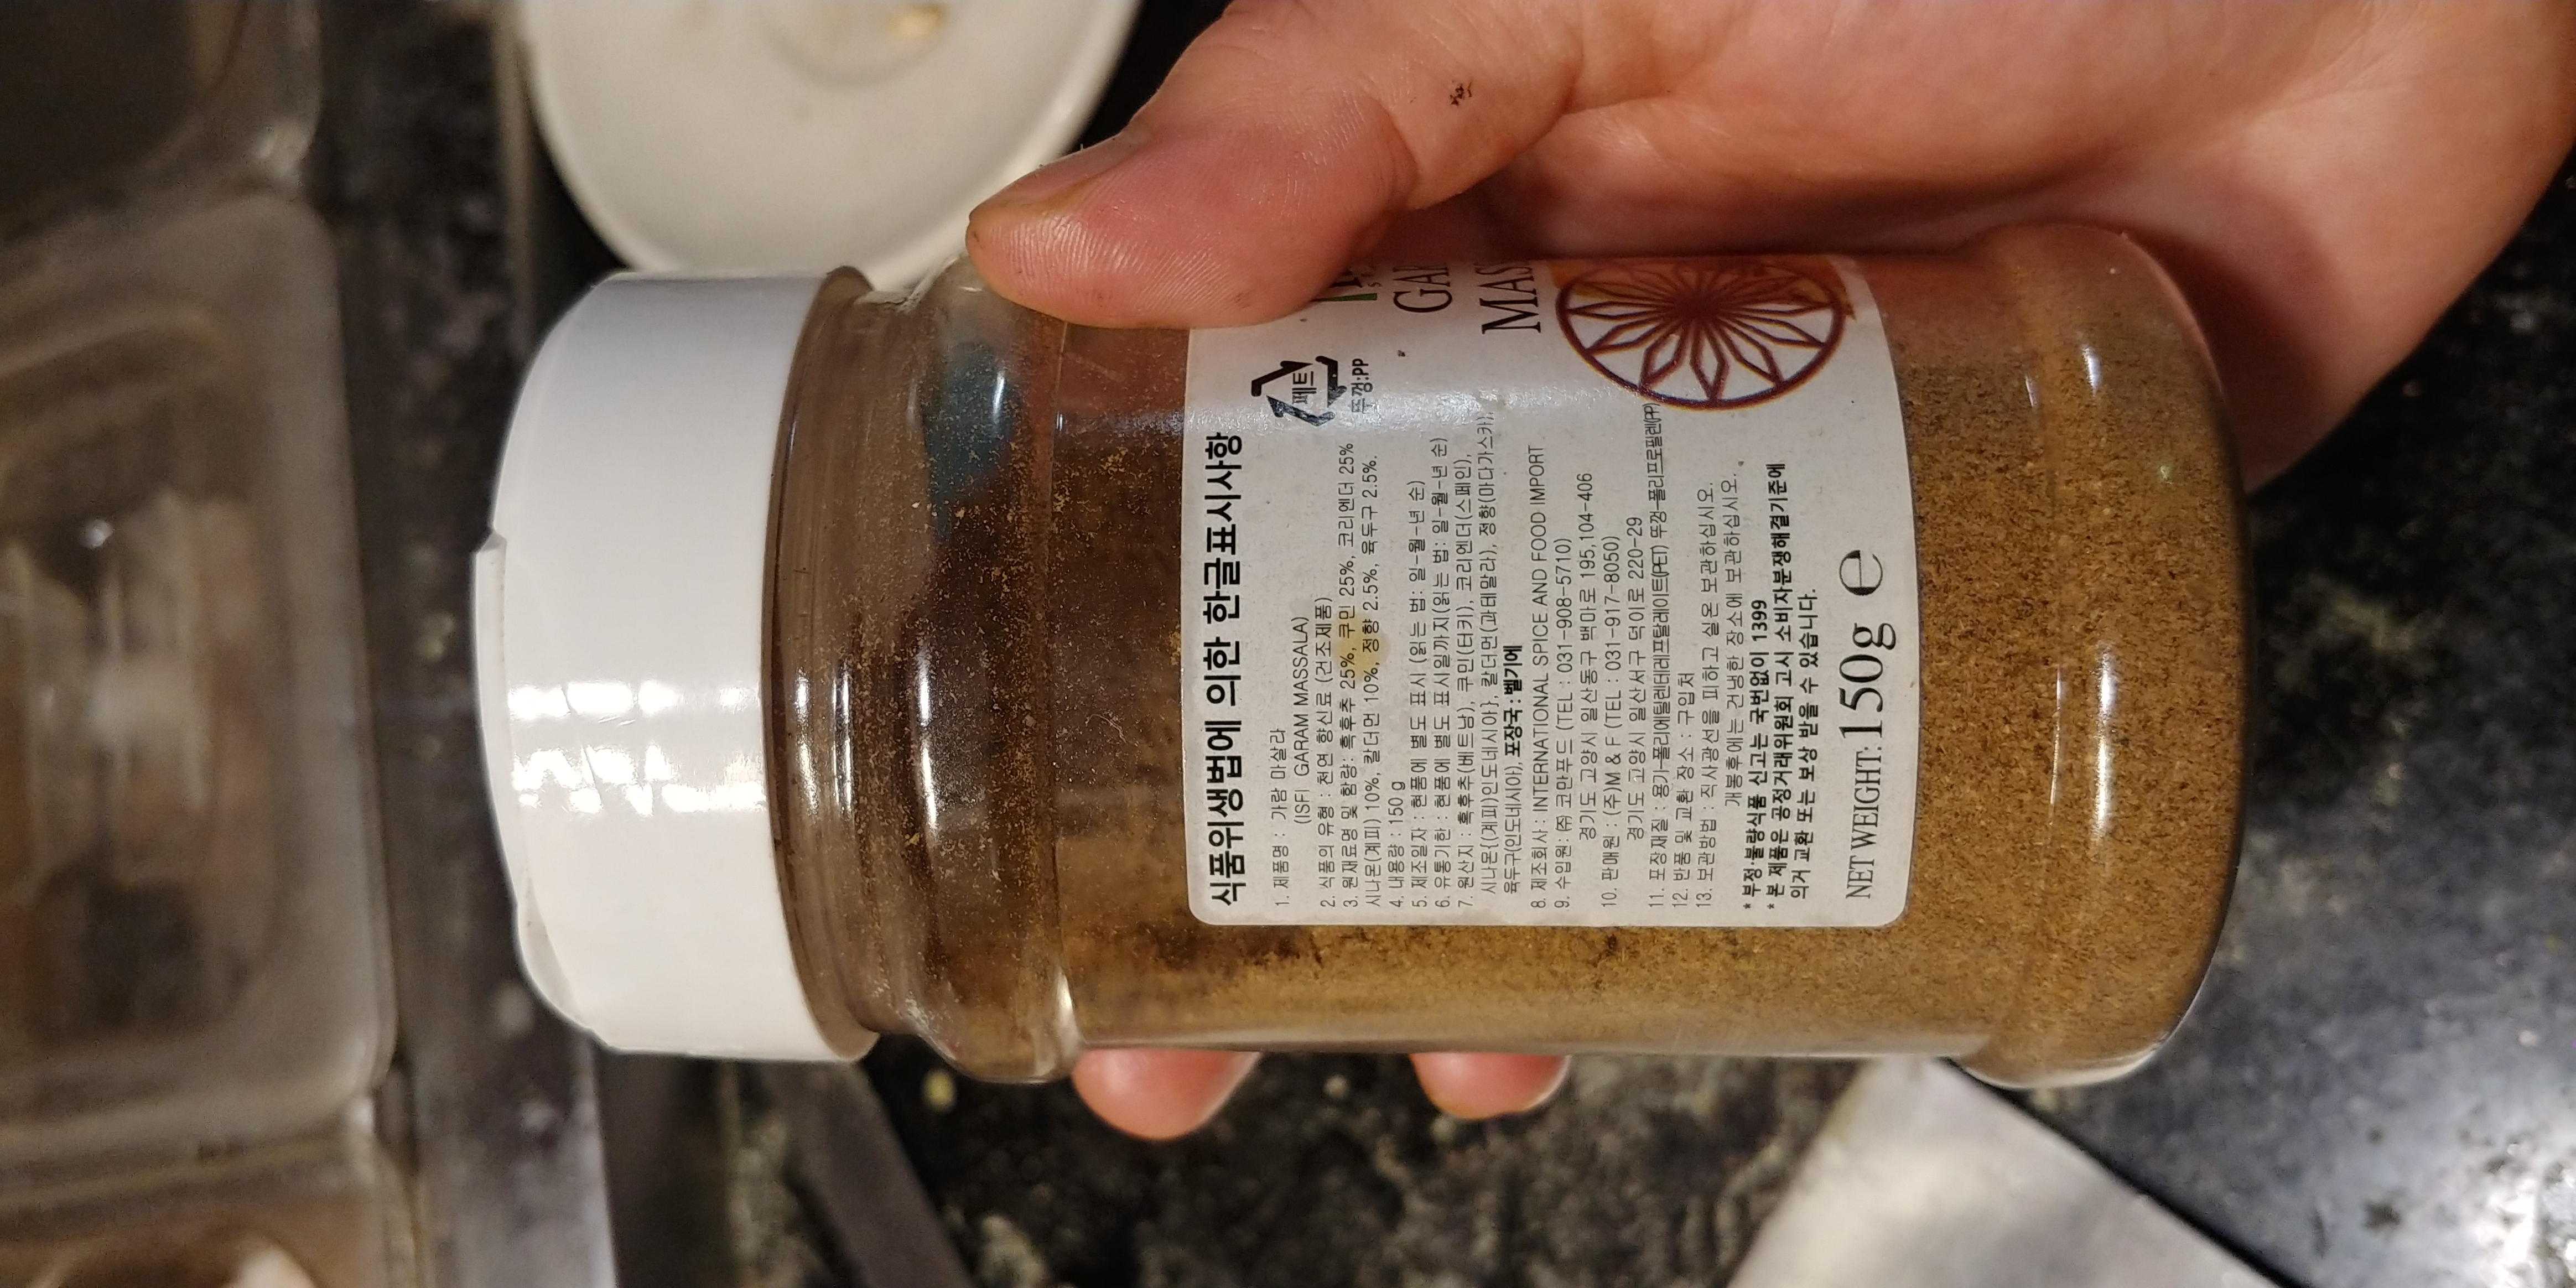 식품위생법에 의한 한글표시사항
1. 제품명 : 가람 마살라
(ISFI GARAM MASSALA)
2. 식품의 유형 : 천연 향신료 (건조제품)
3. 원재료명 및 함량: 흑후추 25%, 쿠민 25%, 코리엔더 25%
시나몬(계피) 10%, 칼더먼 10%, 정향 2.5%, 육두구 2.5%.
4. 내용량 : 150 g
5. 제조일자 : 현품에 별도 표시 (읽는 법: 일-월-년 순)
6. 유통기한 : 현품에 별도 표시일까지(읽는 법: 일-월-년 순)
7. 원산지 : 흑후추(베트남), 쿠민(터키), 코리엔더(스페인),
시나몬{(계피)인도네시아}, 칼더먼(과테말라), 정향(마다가스카),
육두구(인도네시아), 포장국 : 벨기에
8. 제조회사 : INTERNATIONAL SPICE AND FOOD IMPORT
9. 수입원: ㈜ 코만푸드 (TEL : 031-908-5710)
경기도 고양시 일산동구 백마로 195,104-406
10. 판매원 : (주)M & F (TEL : 031-917-8050)
경기도 고양시 일산서구 덕이로 220-29
11. 포장재질 : 용기-폴리에틸렌테레프탈레이트(PET) 뚜껑-폴리프로필렌(PP)
12. 반품 및 교환 장소 : 구입처
13. 보관방법 : 직사광선을 피하고 실온 보관하십시오.
개봉후에는 건냉한 장소에 보관하십시오.
* 부정·불량식품 신고는 국번없이 1399
* 본 제품은 공정거래위원회 고시 소비자분쟁해결기준에
의거 교환 또는 보상 받을 수 있습니다.
NET WEIGHT: 150g ℮
페트
뚜껑:PP
GAR
MAS